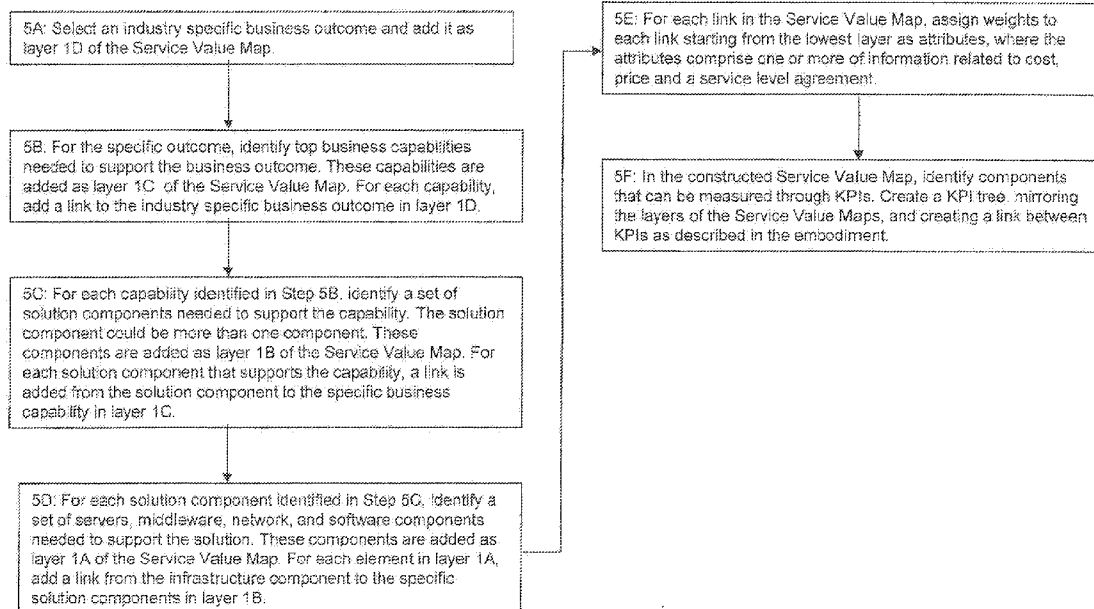 5A: Select an industry specific business outcome and add it as
layer 1D of the Service Value Map.
5B: For the specific outcome, identify top business capabilities
needed to support the business outcome. These capabilities are
added as layer 1C of the Service Value Map. For each capability,
add a link to the industry specific business outcome in layer 1D.
5C: For each capability identified in Step 5B, identify a set of
solution components needed to support the capability. The solution
component could be more than one component. These
components are added as layer 1B of the Service Value Map. For
each solution component that supports the capability, a link is
added from the solution component to the specific business
capability in layer 1C.
5D: For each solution component identified in Step 5C, identify a
set of servers, middleware, network, and software components
needed to support the solution. These components are added as
layer 1A of the Service Value Map. For each element in layer 1A,
add a link from the infrastructure component to the specific
solution components in layer 1B.
5E: For each link in the Service Value Map, assign weights to
each link starting from the lowest layer as attributes, where the
attributes comprise one or more of information related to cost,
price and a service level agreement.
5F: In the constructed Service Value Map, identify components
that can be measured through KPIs. Create a KPI tree, mirroring
the layers of the Service Value Maps, and creating a link between
KPIs as described in the embodiment.